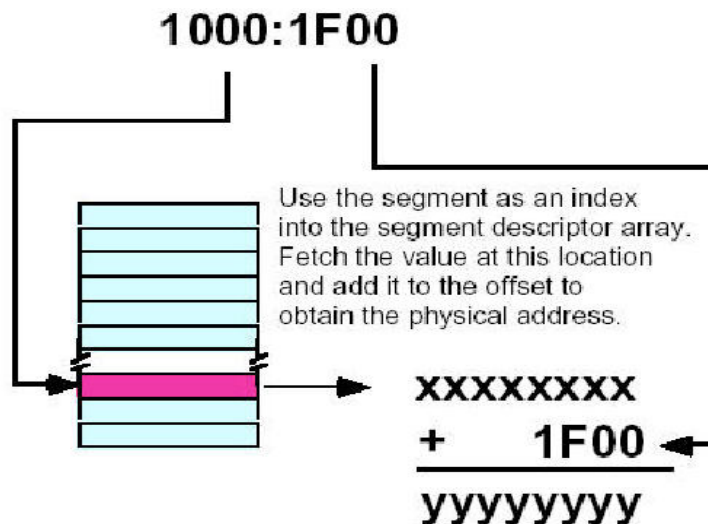 1000:1F00
Use the segment as an index
into the segment descriptor array.
Fetch the value at this location
and add it to the offset to
obtain the physical address.
xxxxxxxx
+ 1F00
yyyyyyyy